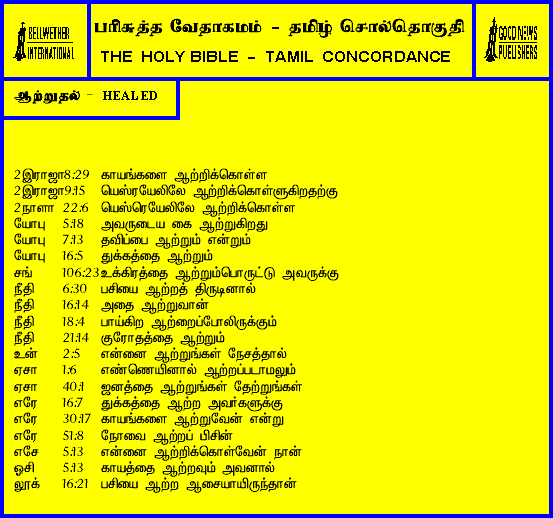 BELLWETHER
INTERNATIONAL
பரிசுத்த வேதாகமம் - தமிழ் சொல்தொகுதி
THE HOLY BIBLE - TAMIL CONCORDANCE
GOOD NEWS
PUBLISHERS
ஆற்றுதல் - HEALED
2இராஜா8:29 காயங்களை ஆற்றிக்கொள்ள
2இராஜா9:15 யெஸ்ரயேலிலே ஆற்றிக்கொள்ளுகிறதற்கு
2நாளா 22:6 யெஸ்ரெயேலிலே ஆற்றிக்கொள்ள
யோபு 5:18 அவருடைய கை ஆற்றுகிறது
யோபு 7:13 தவிப்பை ஆற்றும் என்றும்
யோபு 16:5 துக்கத்தை ஆற்றும்
சங் 106:23 உக்கிரத்தை ஆற்றும்பொருட்டு அவருக்கு
நீதி 6:30 பசியை ஆற்றத் திருடினால்
நீதி 16:14 அதை ஆற்றுவான்
நீதி 18:4 பாய்கிற ஆற்றைப்போலிருக்கும்
நீதி 21:14 குரோதத்தை ஆற்றும்
உன் 2:5 என்னை ஆற்றுங்கள் நேசத்தால்
ஏசா 1:6 எண்ணெயினால் ஆற்றப்படாமலும்
ஏசா 40:1 ஜனத்தை ஆற்றுங்கள் தேற்றுங்கள்
எரே 16:7 துக்கத்தை ஆற்ற அவர்களுக்கு
எரே 30:17 காயங்களை ஆற்றுவேன் என்று
எரே 51:8 நோவை ஆற்றப் பிசின்
எசே 5:13 என்னை ஆற்றிக்கொள்வேன் நான்
ஒசி 5:13 காயத்தை ஆற்றவும் அவனால்
லூக் 16:21 பசியை ஆற்ற ஆசையாயிருந்தான்